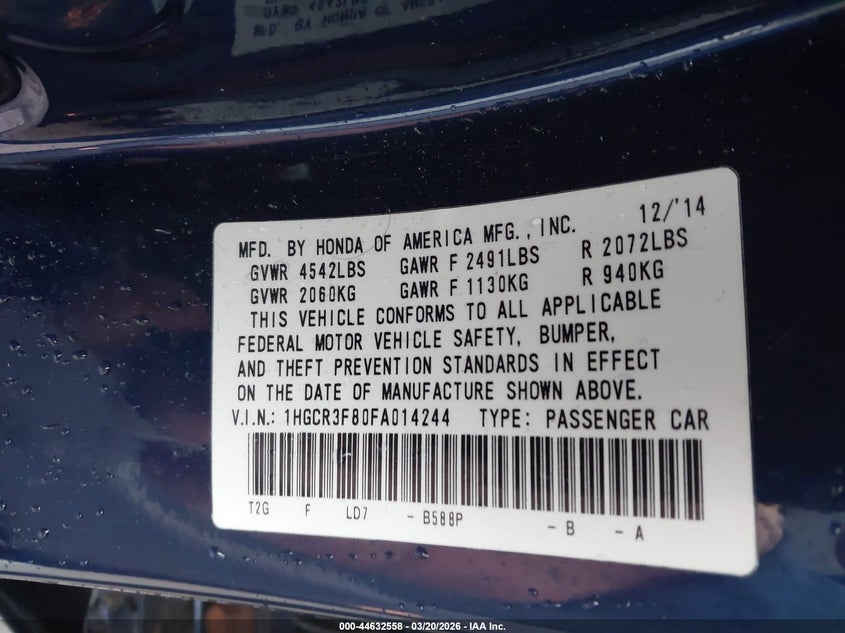 12/'14
MFD. BY HONDA OF AMERICA MFG., INC.
GVWR 4542LBS GAWR F 2491LBS R 2072LBS
GVWR 2060KG GAWR F 1130KG R 940KG
THIS VEHICLE CONFORMS TO ALL APPLICABLE
FEDERAL MOTOR VEHICLE SAFETY, BUMPER,
AND THEFT PREVENTION STANDARDS IN EFFECT
ON THE DATE OF MANUFACTURE SHOWN ABOVE.
V.I.N.: 1HGCR3F80FA014244 TYPE: PASSENGER CAR
T2G F LD7 - B588P - B - A
000-44632558 - 03/20/2026 - IAA Inc.